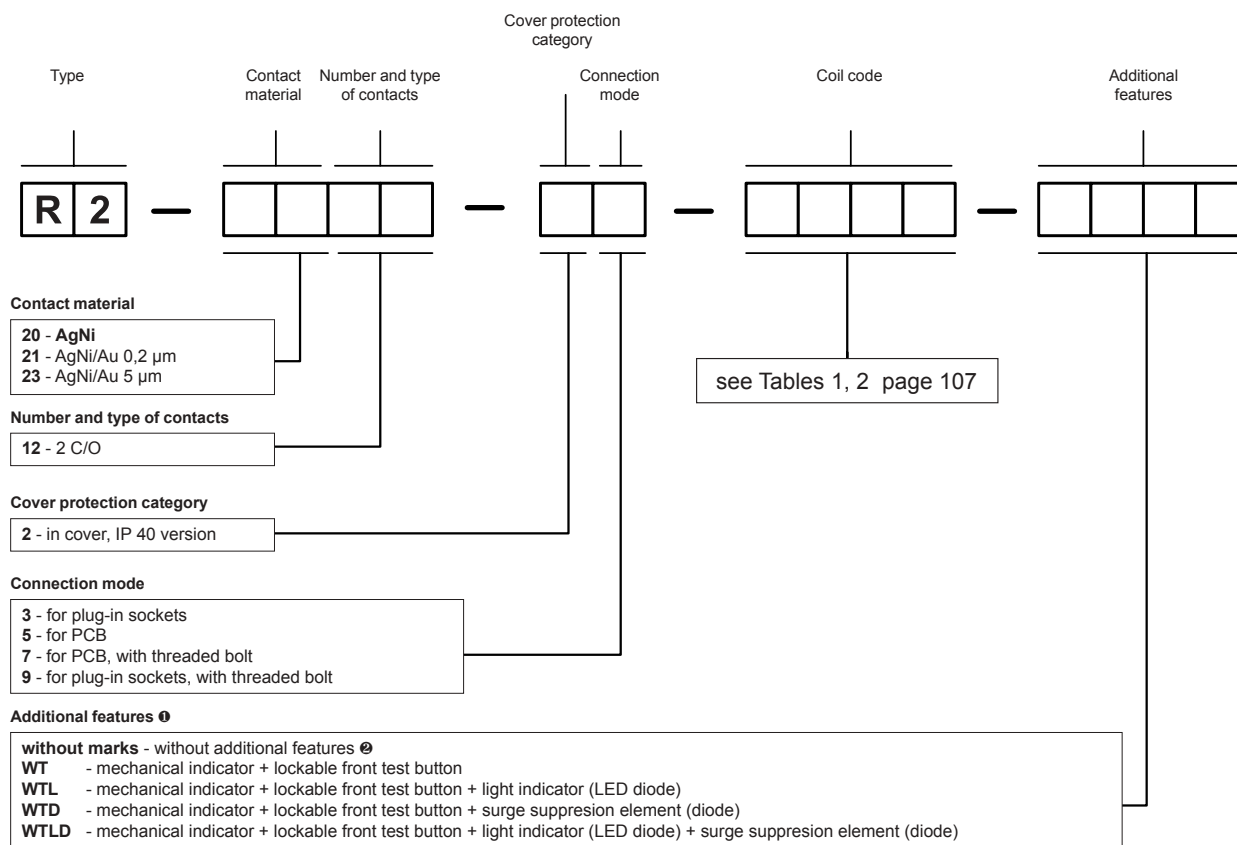 Cover protection
category
Type
Contact
material
Number and type
of contacts
Connection
mode
Coil code
Additional
features
R 2 — — — —
Contact material
20 - AgNi
21 - AgNi/Au 0,2 µm
23 - AgNi/Au 5 µm
see Tables 1, 2 page 107
Number and type of contacts
12 - 2 C/O
Cover protection category
2 - in cover, IP 40 version
Connection mode
3 - for plug-in sockets
5 - for PCB
7 - for PCB, with threaded bolt
9 - for plug-in sockets, with threaded bolt
Additional features ❶
without marks - without additional features ❷
WT - mechanical indicator + lockable front test button
WTL - mechanical indicator + lockable front test button + light indicator (LED diode)
WTD - mechanical indicator + lockable front test button + surge suppresion element (diode)
WTLD - mechanical indicator + lockable front test button + light indicator (LED diode) + surge suppresion element (diode)